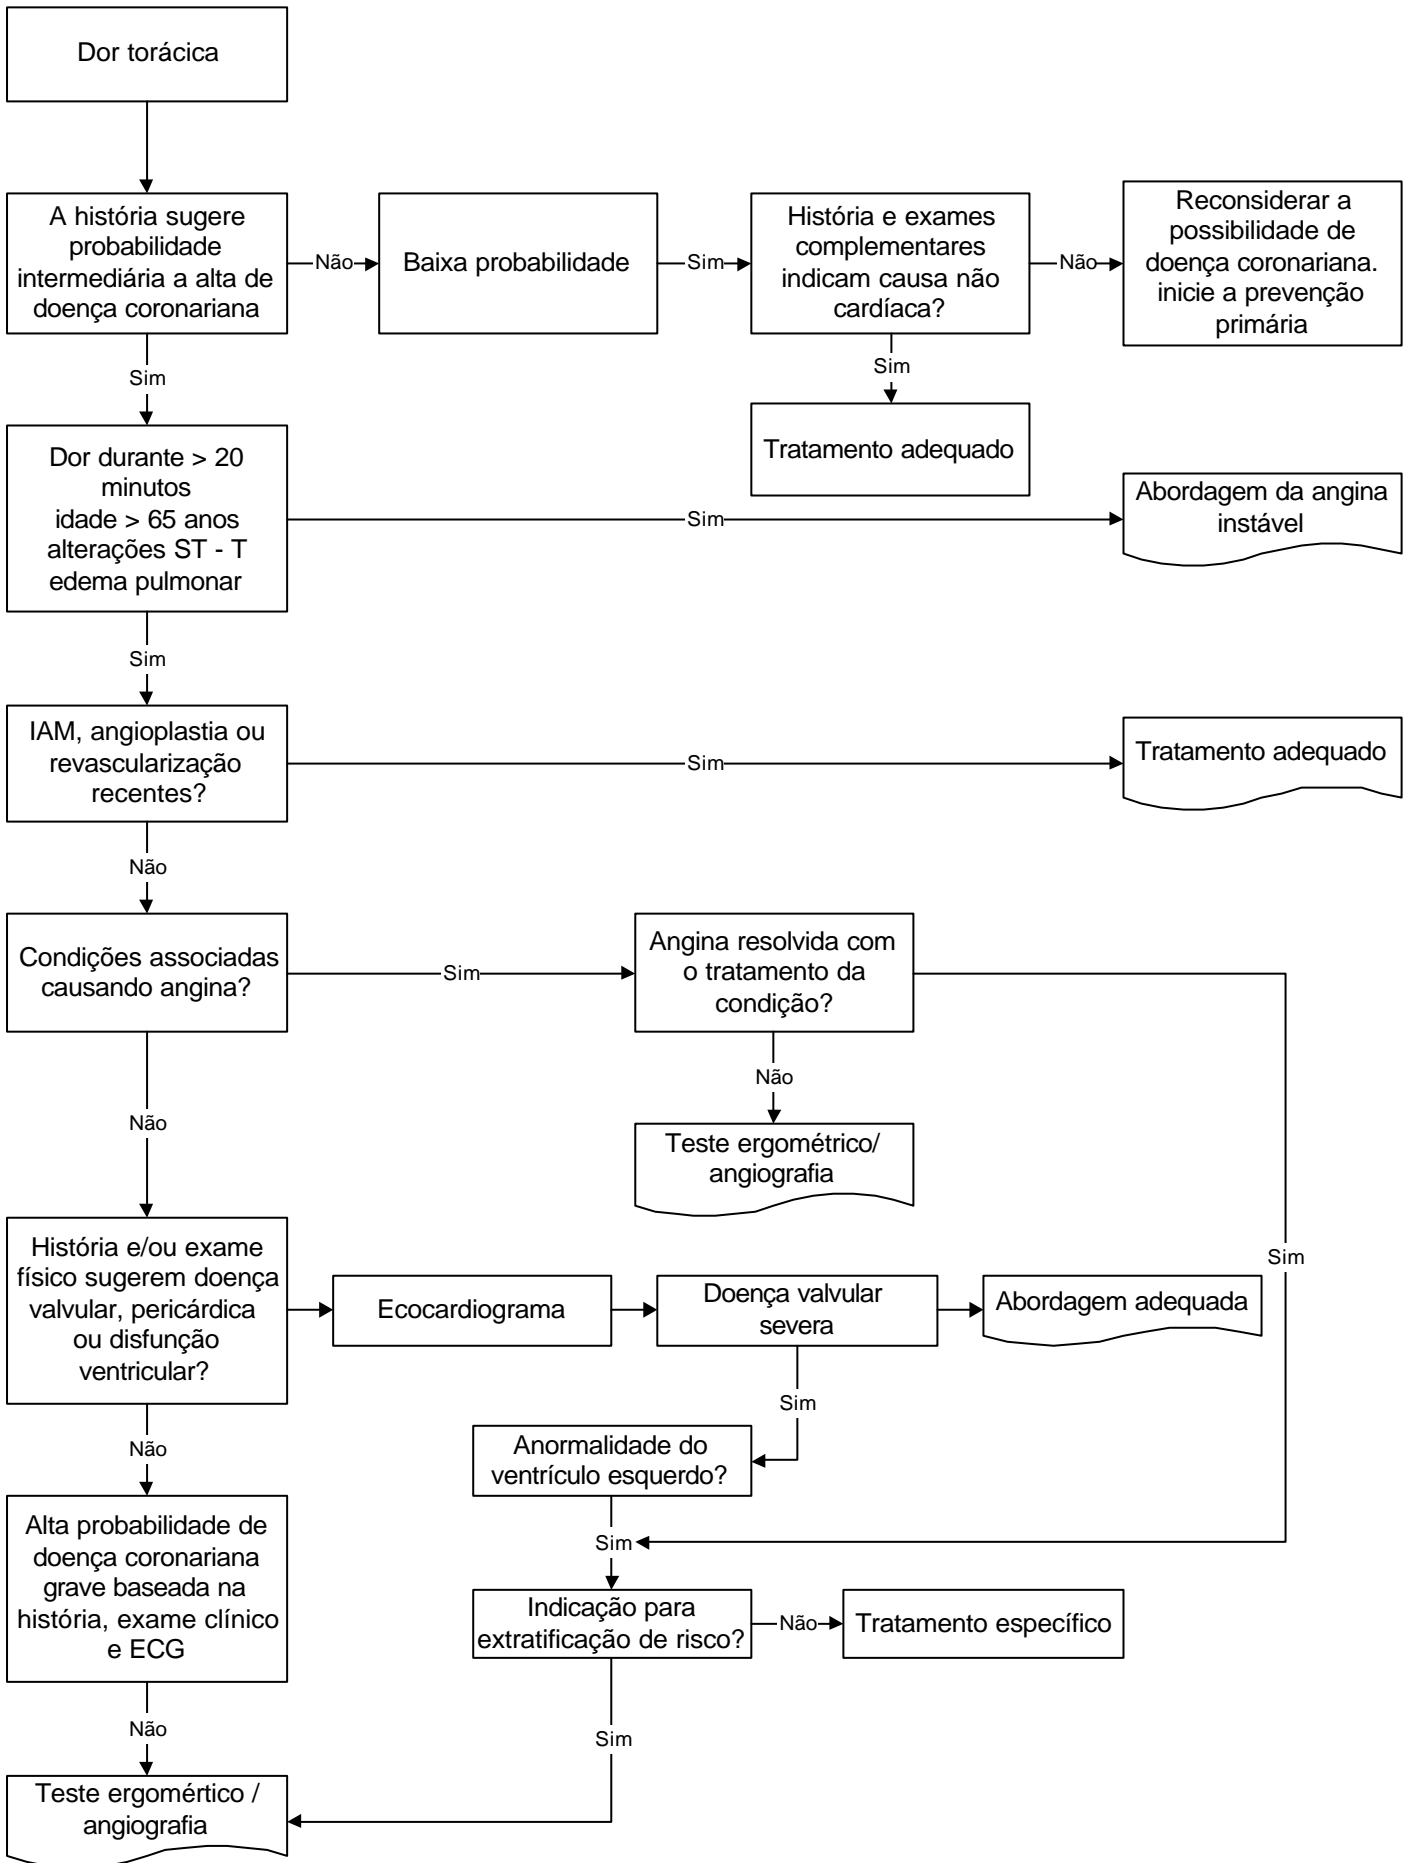 Dor torácica
A história sugere
probabilidade
intermediária a alta de
doença coronariana
Não
Baixa probabilidade
Sim
História e exames
complementares
indicam causa não
cardíaca?
Não
Reconsiderar a
possibilidade de
doença coronariana.
inicie a prevenção
primária
Sim
Sim
Tratamento adequado
Dor durante > 20
minutos
idade > 65 anos
alterações ST - T
edema pulmonar
Sim
Abordagem da angina
instável
Sim
IAM, angioplastia ou
revascularização
recentes?
Sim
Tratamento adequado
Não
Condições associadas
causando angina?
Sim
Angina resolvida com
o tratamento da
condição?
Não
Não
Teste ergométrico/
angiografia
Sim
História e/ou exame
físico sugerem doença
valvular, pericárdica
ou disfunção
ventricular?
Ecocardiograma
Doença valvular
severa
Abordagem adequada
Sim
Não
Anormalidade do
ventrículo esquerdo?
Sim
Alta probabilidade de
doença coronariana
grave baseada na
história, exame clínico
e ECG
Indicação para
extratificação de risco?
Não
Tratamento específico
Não
Sim
Teste ergomértico /
angiografia